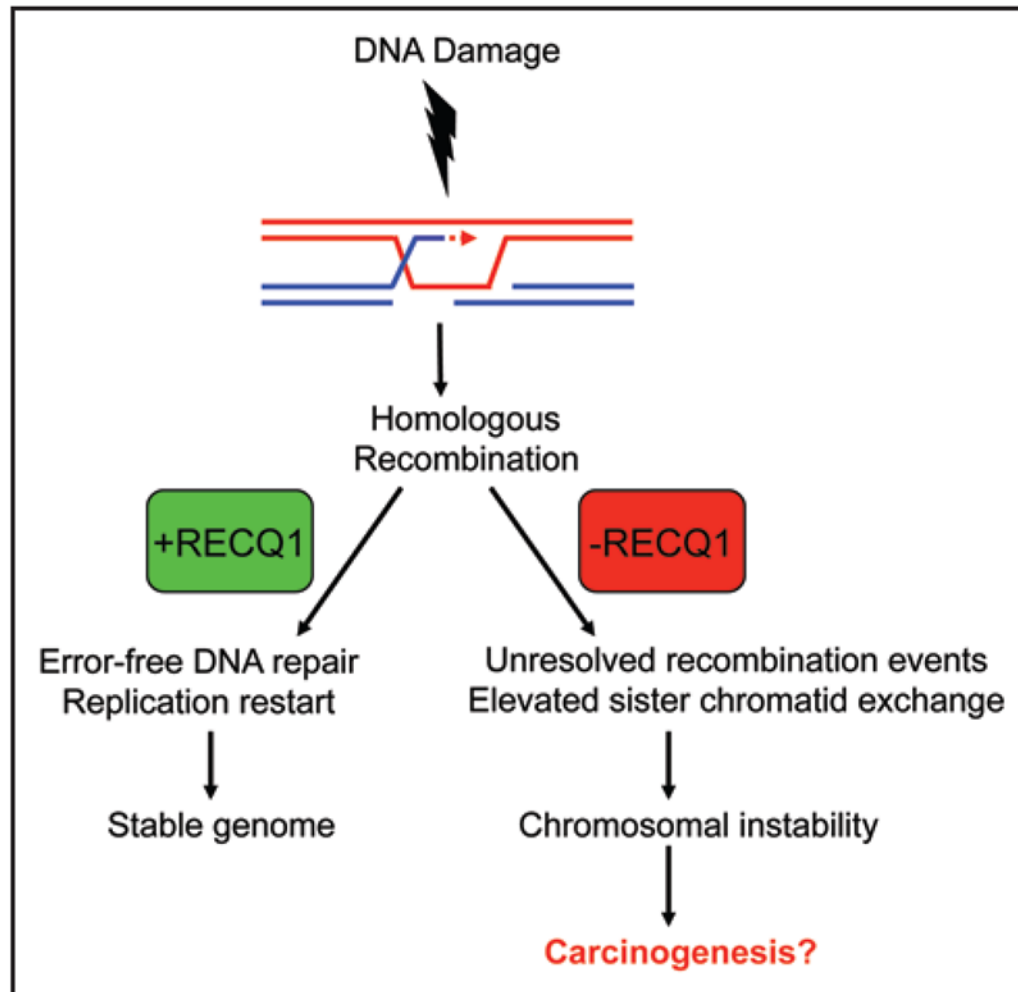 DNA Damage
Homologous
Recombination
+RECQ1
-RECQ1
Error-free DNA repair
Replication restart
Unresolved recombination events
Elevated sister chromatid exchange
Stable genome
Chromosomal instability
Carcinogenesis?